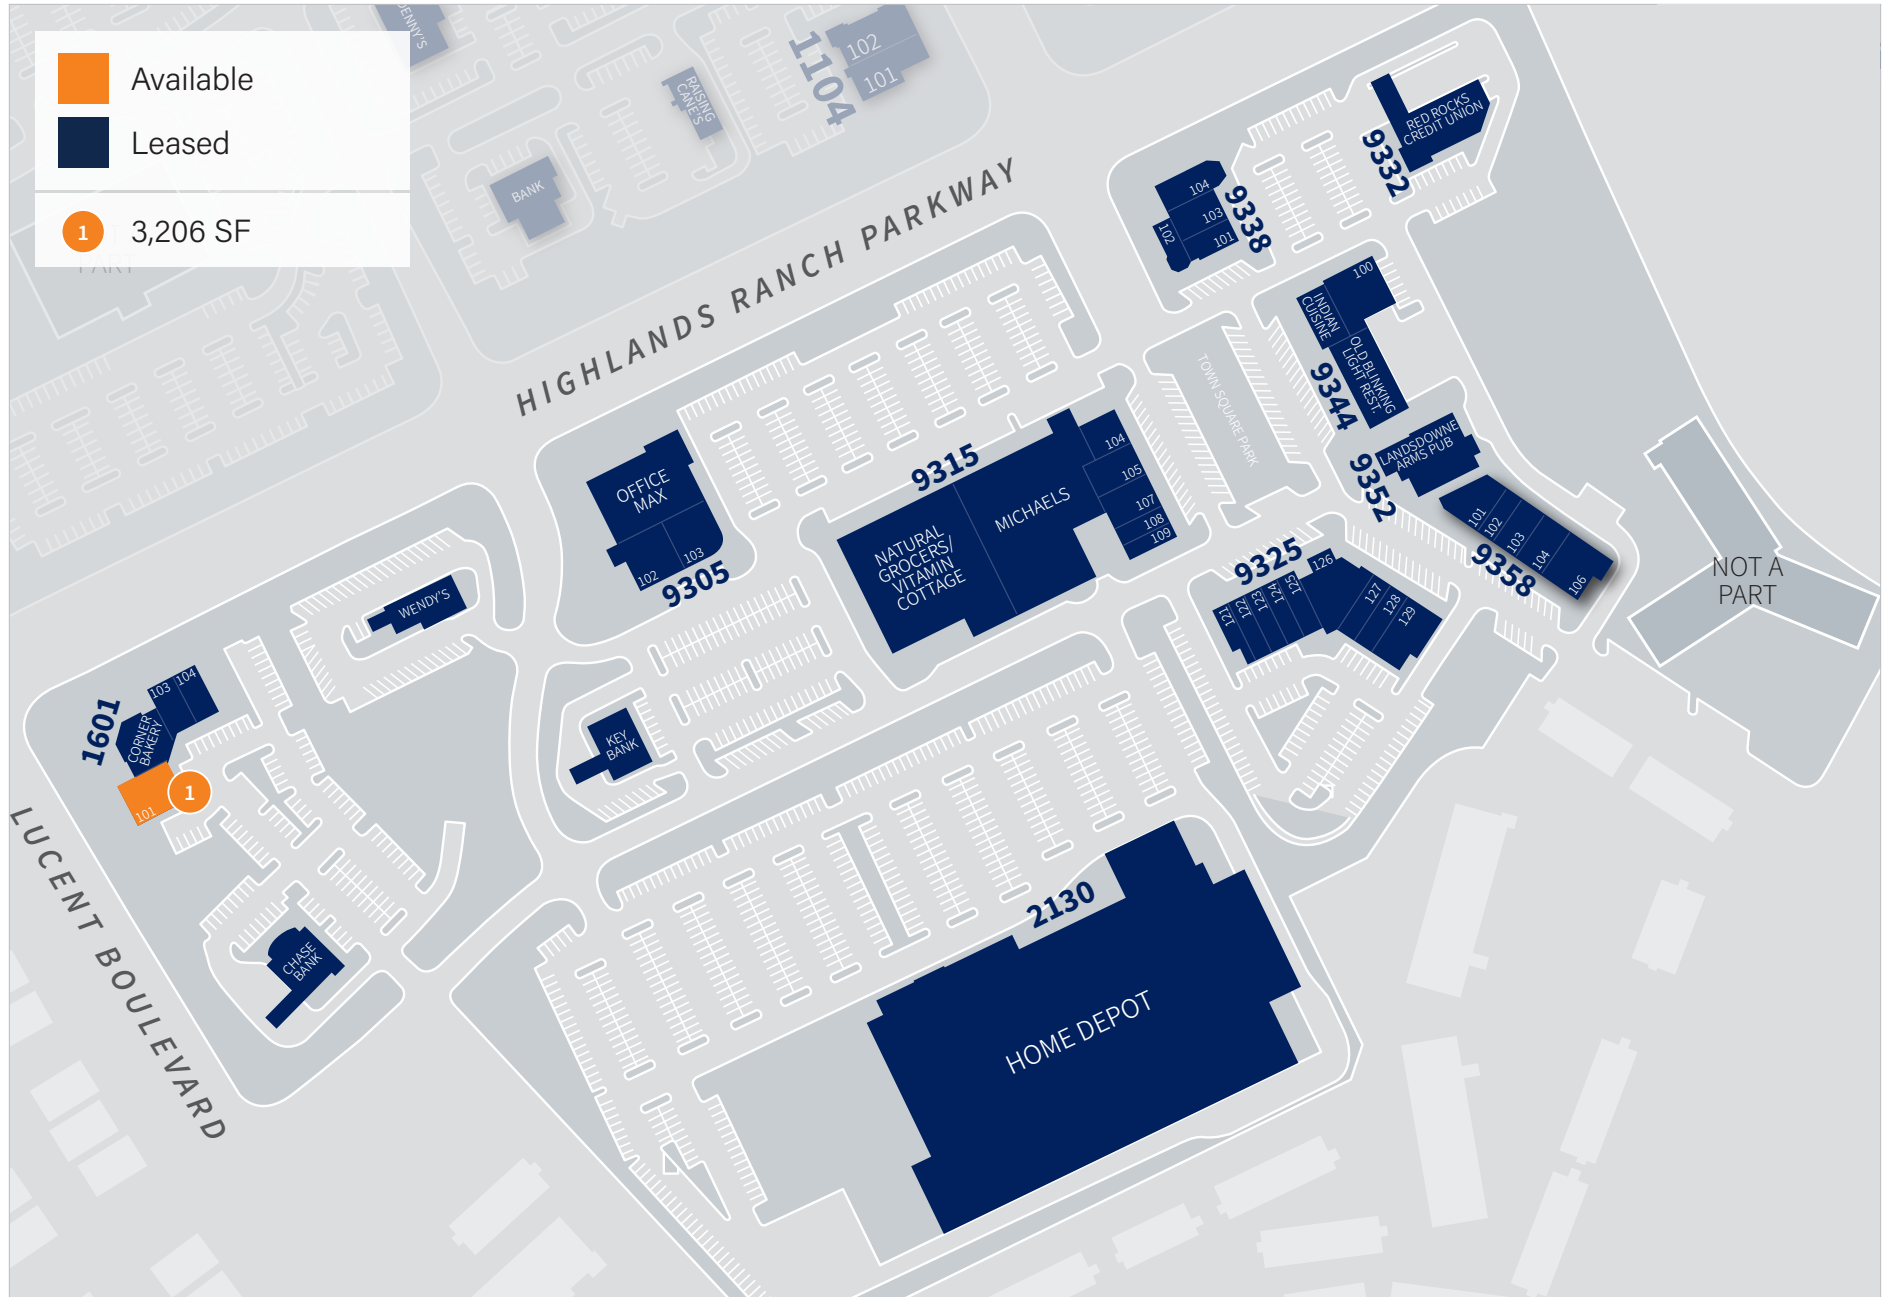 Available
Leased
1
3,206 SF
PART
DENNY'S
RAISING
CANE'S
BANK
1104
102
101
HIGHLANDS RANCH PARKWAY
RED ROCKS
CREDIT UNION
9332
104
103
102
101
9338
100
INDIAN
CUISINE
OLD BLINKING
LIGHT REST.
9344
TOWN SQUARE PARK
LANDSDOWNE
ARMS PUB
9352
101
102
103
104
106
9358
NOT A
PART
OFFICE
MAX
102
103
9305
9315
NATURAL
GROCERS/
VITAMIN
COTTAGE
MICHAELS
104
105
107
108
109
9325
121
122
123
124
125
126
127
128
129
WENDY'S
1601
103
104
CORNER
BAKERY
101
1
KEY
BANK
CHASE
BANK
LUCENT BOULEVARD
2130
HOME DEPOT